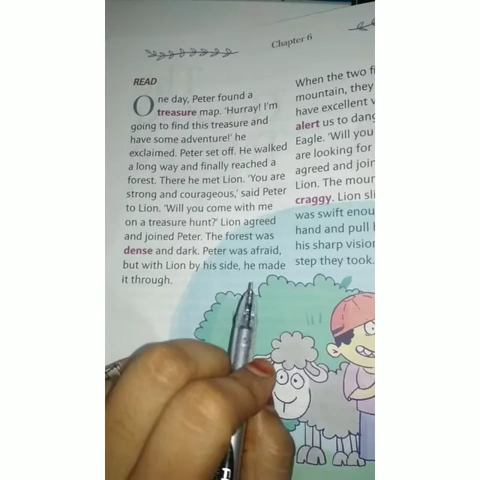 Chapter 6
READ
One day, Peter found a
treasure map. 'Hurray! I'm
going to find this treasure and
have some adventure!' he
exclaimed. Peter set off. He walked
a long way and finally reached a
forest. There he met Lion. 'You are
strong and courageous,' said Peter
to Lion. 'Will you come with me
on a treasure hunt?' Lion agreed
and joined Peter. The forest was
dense and dark. Peter was afraid,
but with Lion by his side, he made
it through.
When the two
mountain, they
have excellent
alert us to
Eagle. 'Will you
are looking for
agreed and
Lion. The
craggy. Lion
was swift
hand and pull
his sharp vision
step they took.